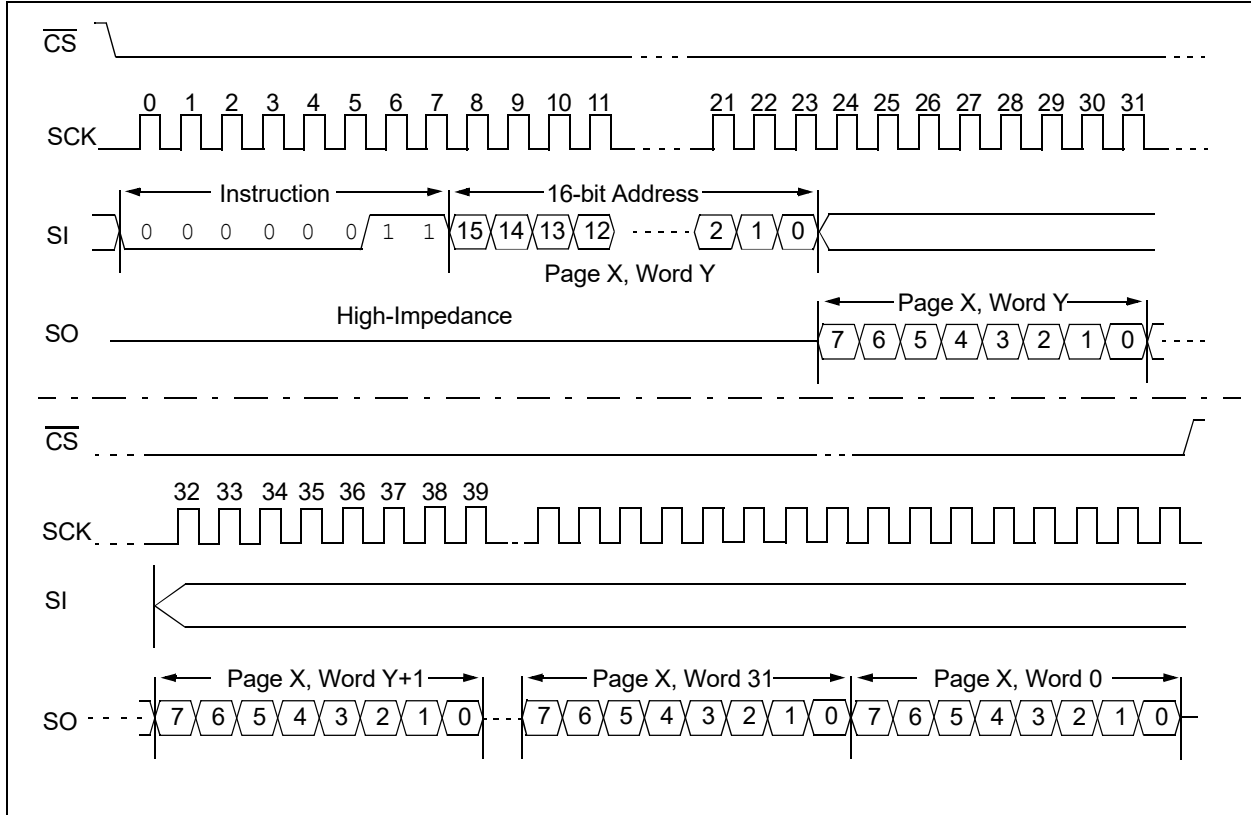 CS
0 1 2 3 4 5 6 7 8 9 10 11 21 22 23 24 25 26 27 28 29 30 31
SCK
Instruction 16-bit Address
SI 0 0 0 0 0 0 1 1 15 14 13 12 2 1 0
Page X, Word Y
High-Impedance Page X, Word Y
SO 7 6 5 4 3 2 1 0
CS
32 33 34 35 36 37 38 39
SCK
SI
Page X, Word Y+1 Page X, Word 31 Page X, Word 0
SO 7 6 5 4 3 2 1 0 7 6 5 4 3 2 1 0 7 6 5 4 3 2 1 0